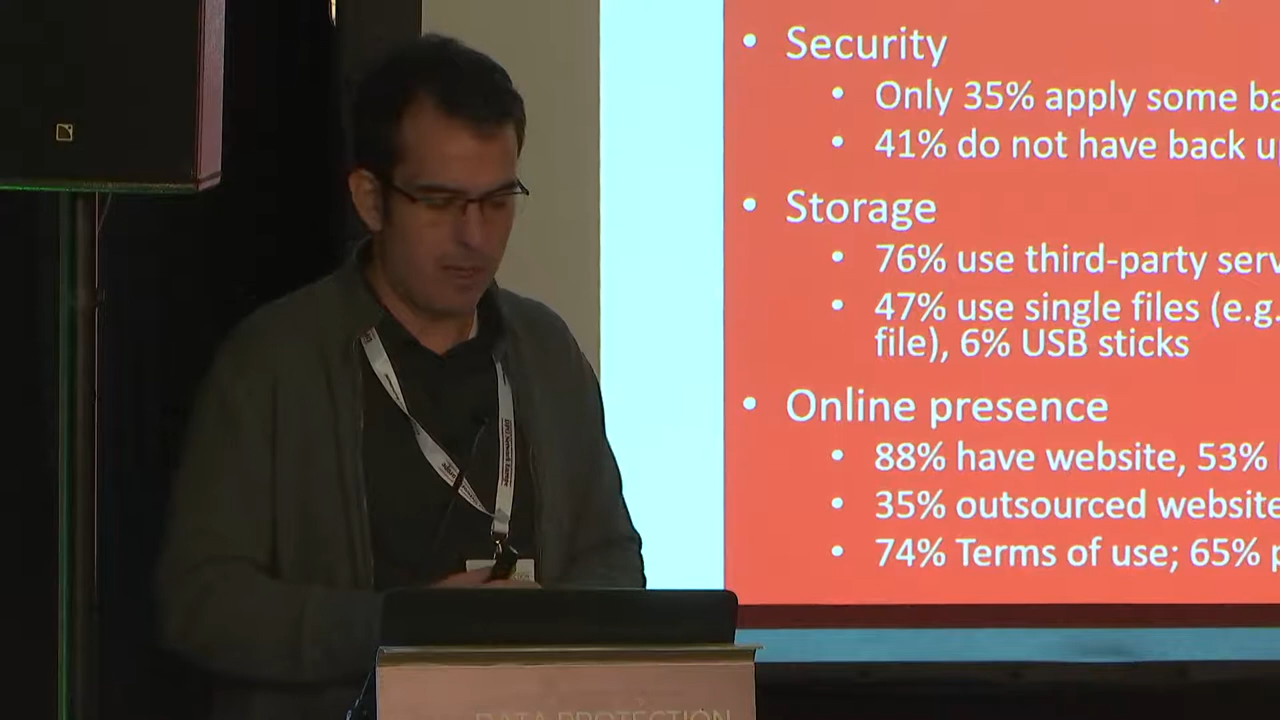 • Security
• Only 35% apply some ba
• 41% do not have back u
• Storage
• 76% use third-party serv
• 47% use single files (e.g.
file), 6% USB sticks
• Online presence
• 88% have website, 53%
• 35% outsourced website
• 74% Terms of use; 65% p
DATA PROTECTION